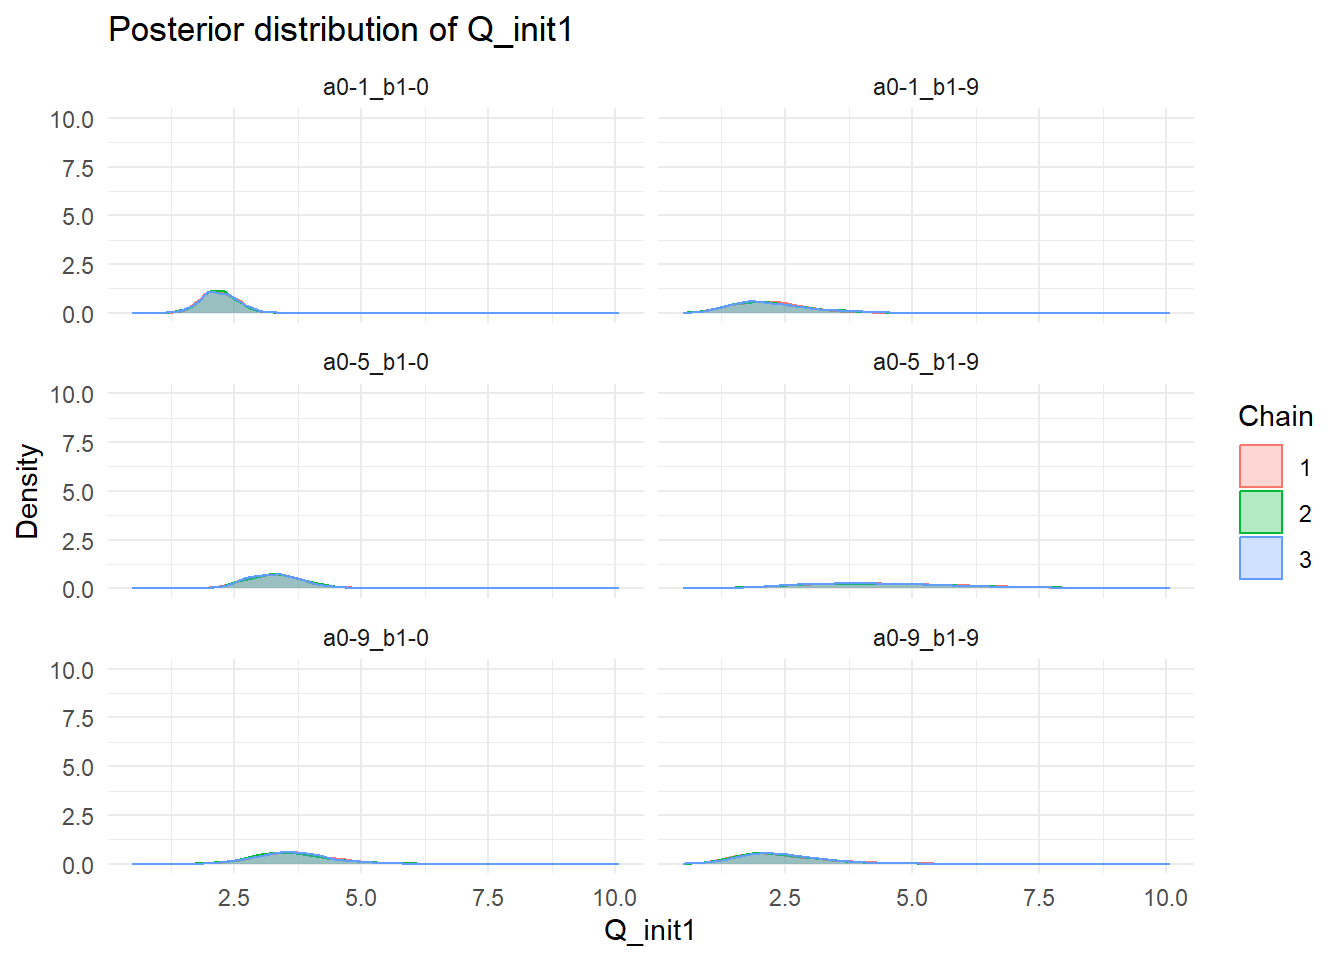 Posterior distribution of Q_init1
a0-1_b1-0
a0-1_b1-9
10.0
7.5
5.0
2.5
0.0
a0-5_b1-0
a0-5_b1-9
10.0
7.5
5.0
2.5
0.0
a0-9_b1-0
a0-9_b1-9
10.0
7.5
5.0
2.5
0.0
2.5 5.0 7.5 10.0
2.5 5.0 7.5 10.0
Q_init1
Density
Chain
1
2
3